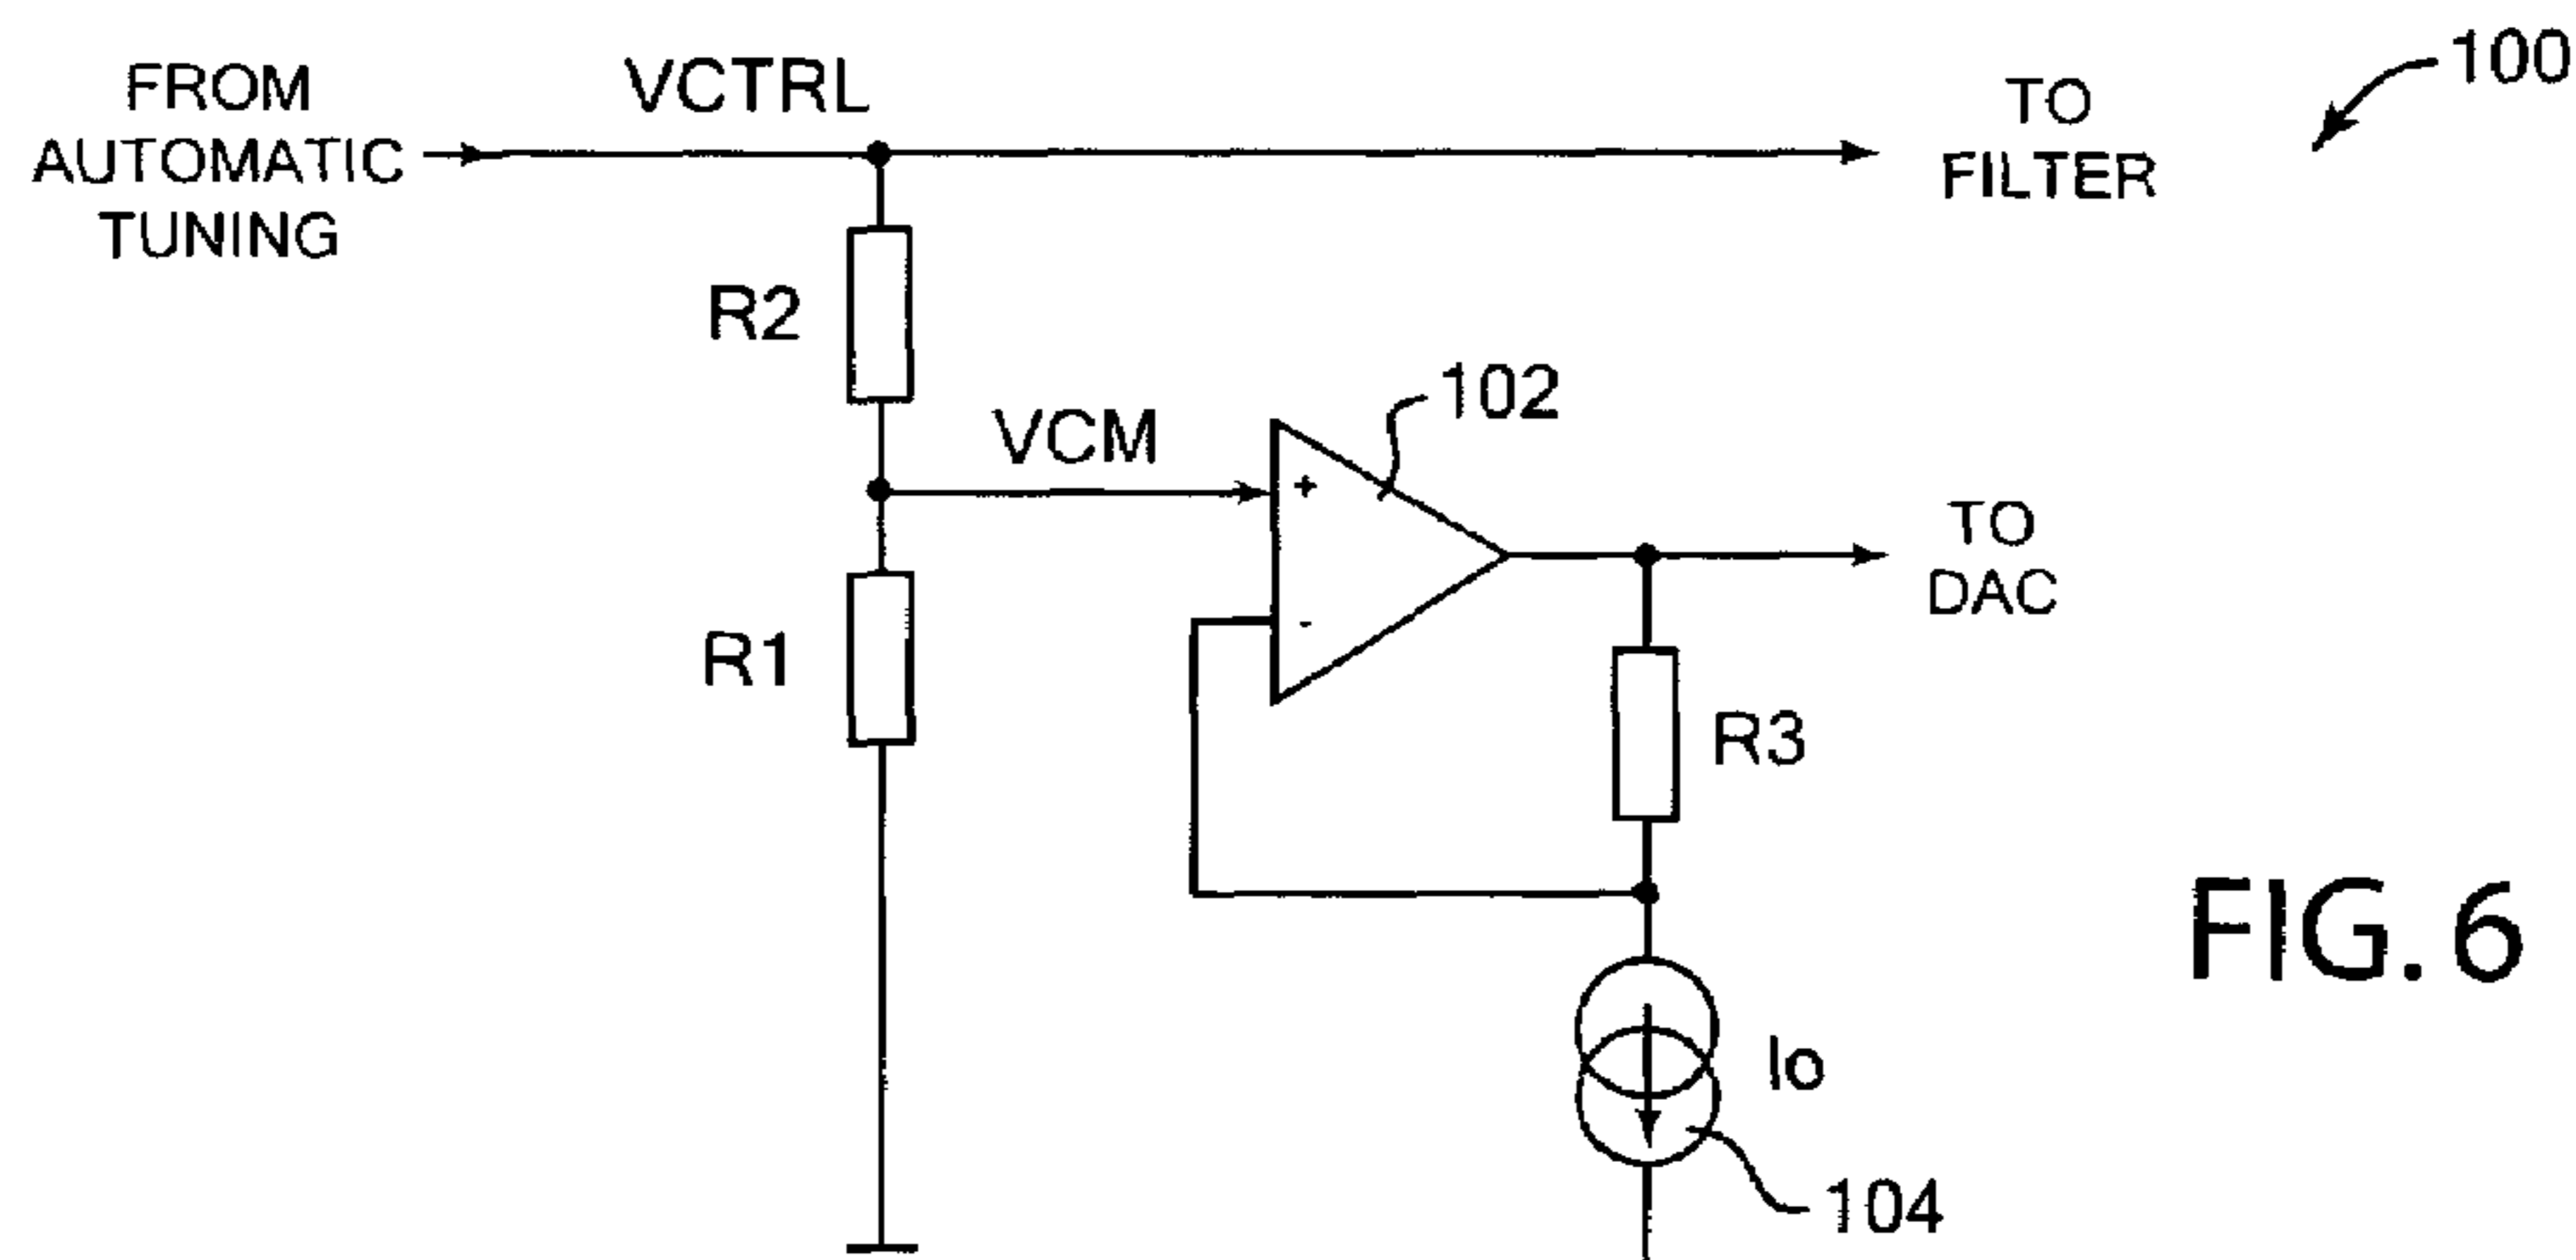 FROM
AUTOMATIC
TUNING
VCTRL
TO
FILTER
100
R2
VCM
102
+
-
TO
DAC
R1
R3
Io
104
FIG. 6